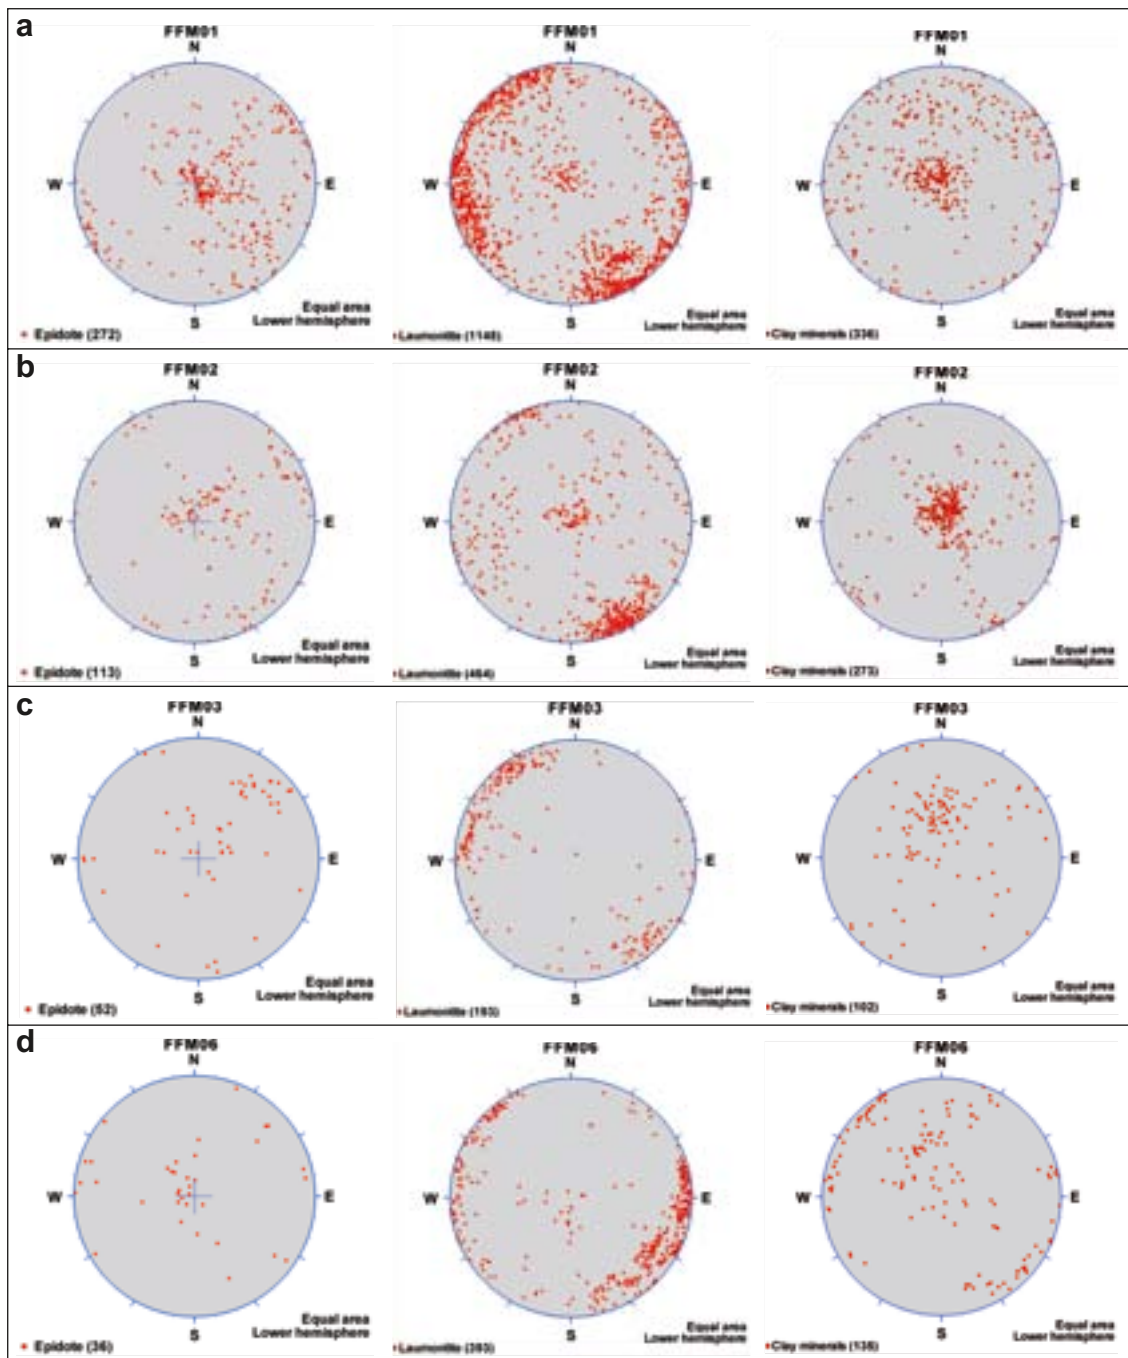 a
FFM01
N
W
E
S
Equal area
Lower hemisphere
Epidote (272)
FFM01
N
W
E
S
Equal area
Lower hemisphere
Laumontite (1148)
FFM01
N
W
E
S
Equal area
Lower hemisphere
Clay minerals (336)
b
FFM02
N
W
E
S
Equal area
Lower hemisphere
Epidote (113)
FFM02
N
W
E
S
Equal area
Lower hemisphere
Laumontite (464)
FFM02
N
W
E
S
Equal area
Lower hemisphere
Clay minerals (273)
c
FFM03
N
W
E
S
Equal area
Lower hemisphere
Epidote (52)
FFM03
N
W
E
S
Equal area
Lower hemisphere
Laumontite (193)
FFM03
N
W
E
S
Equal area
Lower hemisphere
Clay minerals (102)
d
FFM06
N
W
E
S
Equal area
Lower hemisphere
Epidote (36)
FFM06
N
W
E
S
Equal area
Lower hemisphere
Laumontite (393)
FFM06
N
W
E
S
Equal area
Lower hemisphere
Clay minerals (135)